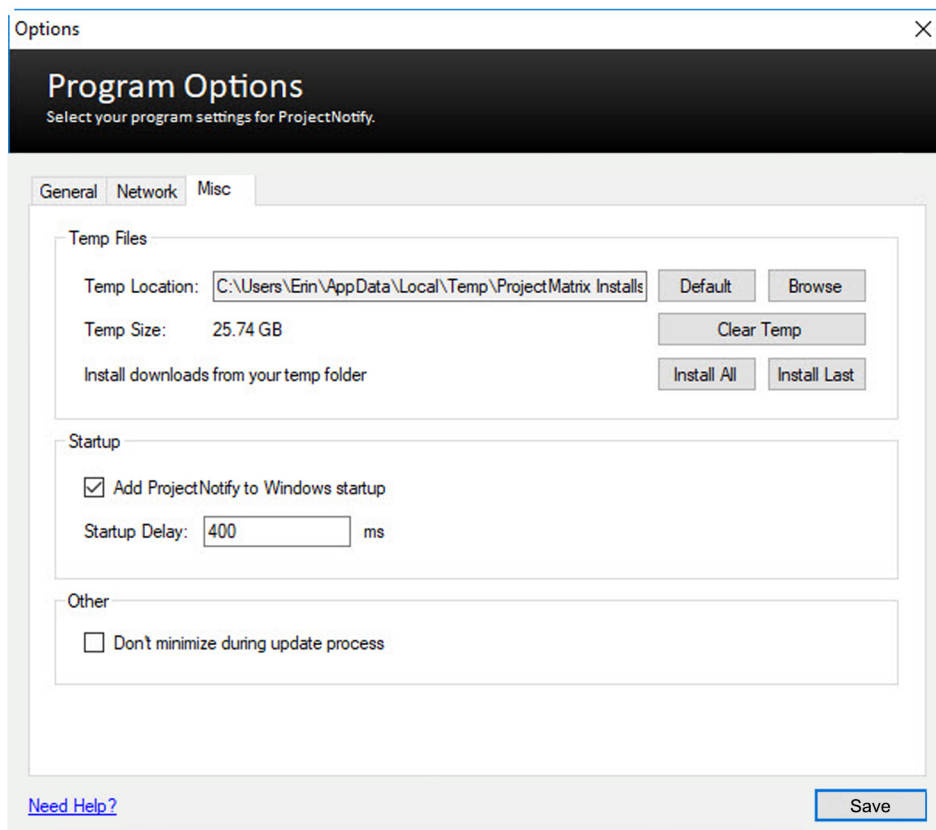 Options
Program Options
Select your program settings for ProjectNotify.
General Network Misc
Temp Files
Temp Location: C:\Users\Erin\AppData\Local\Temp\ProjectMatrix Installs Default Browse
Temp Size: 25.74 GB Clear Temp
Install downloads from your temp folder Install All Install Last
Startup
Add ProjectNotify to Windows startup
Startup Delay: 400 ms
Other
Don't minimize during update process
Need Help? Save